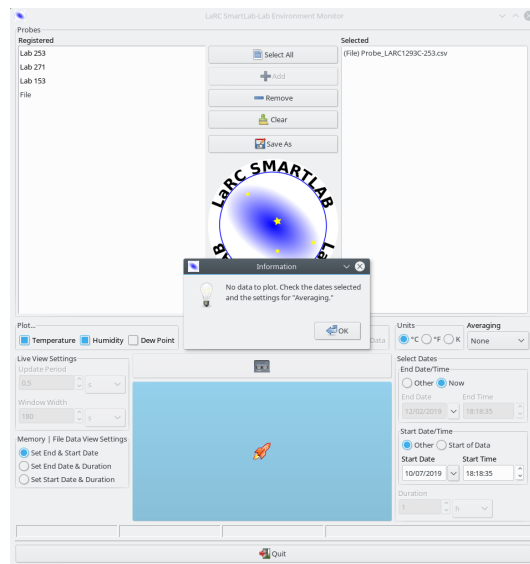 LaRC SmartLab-Lab Environment Monitor
Probes
Registered
Selected
Lab 253
Lab 271
Lab 153
File
Select All
Add
Remove
Clear
Save As
(File) Probe_LARC1293C-253.csv
LaRC SMARTLAB
Information
No data to plot. Check the dates selected
and the settings for "Averaging."
OK
Plot...
Temperature Humidity Dew Point
Data
Units
°C °F K
Averaging
None
Live View Settings
Update Period
0.5 s
Window Width
180 s
Memory | File Data View Settings
Set End & Start Date
Set End Date & Duration
Set Start Date & Duration
Select Dates
End Date/Time
Other Now
End Date End Time
12/02/2019 18:18:35
Start Date/Time
Other Start of Data
Start Date Start Time
10/07/2019 18:18:35
Duration
1 h
Quit